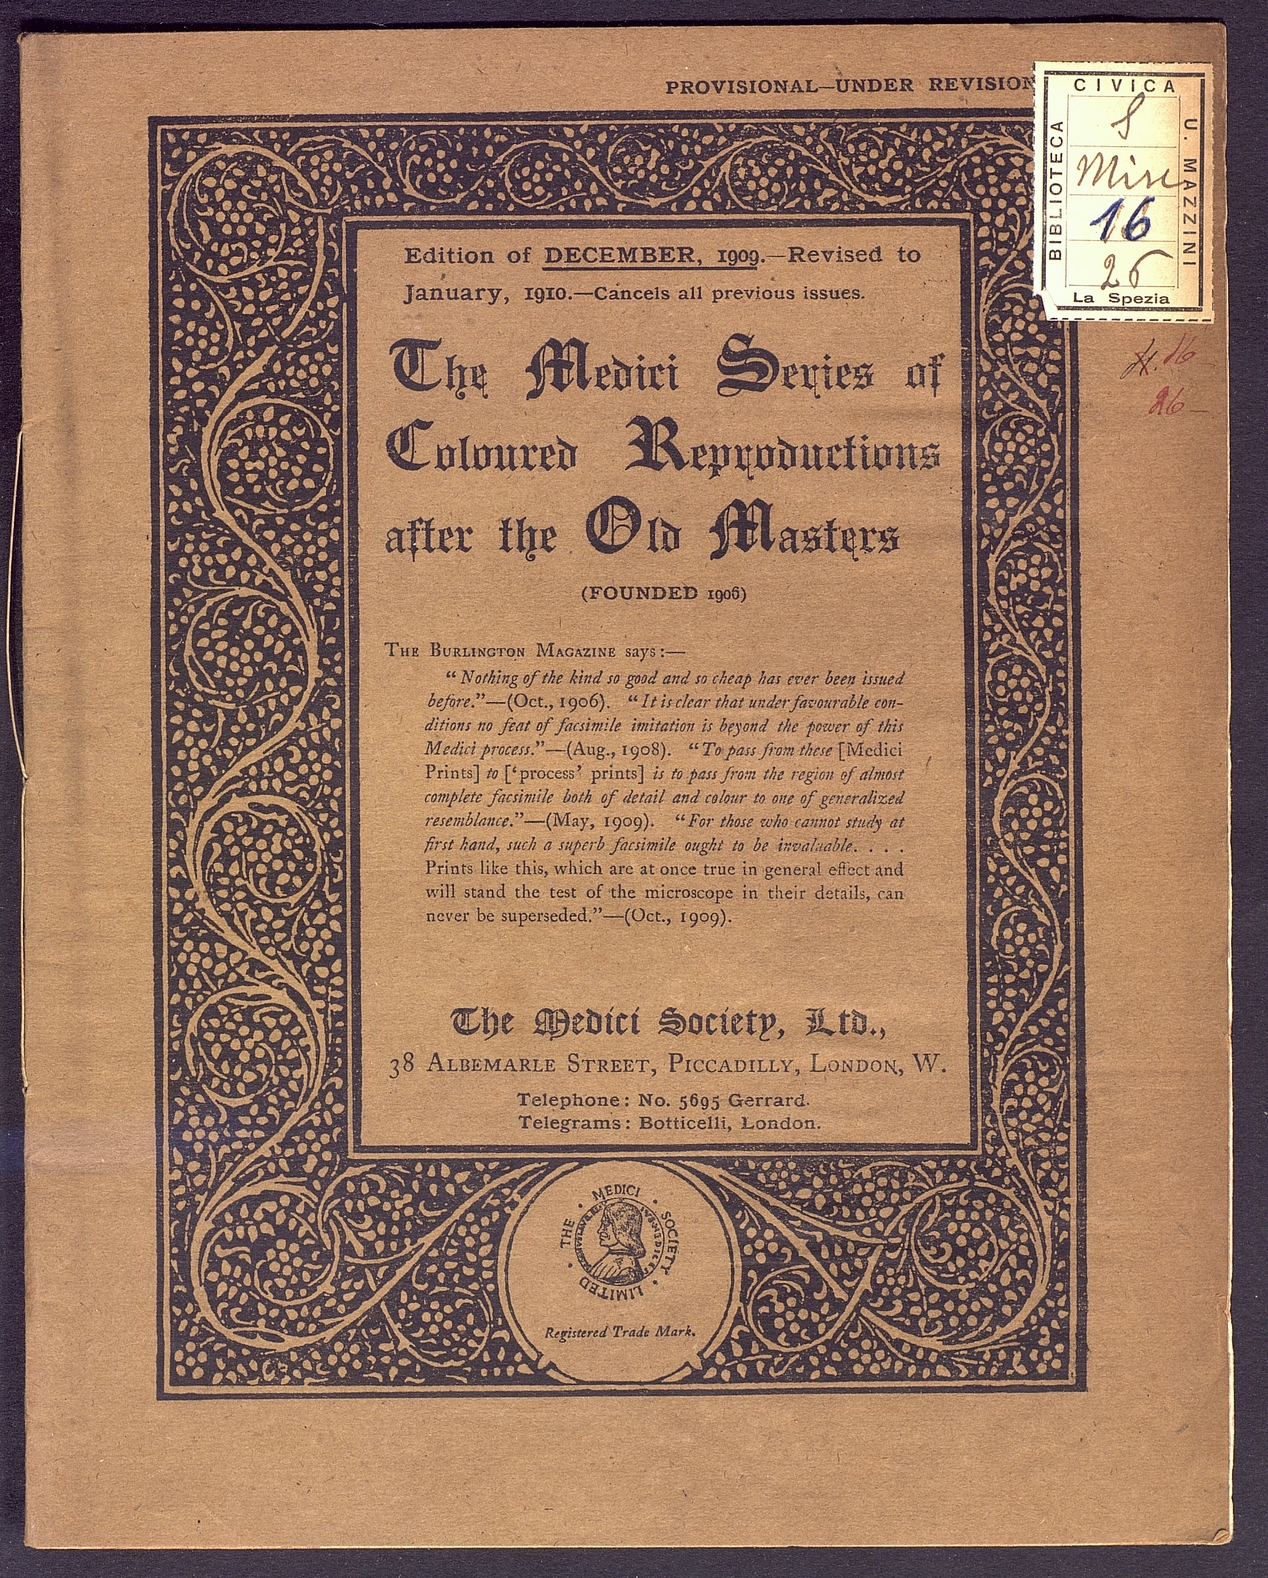 PROVISIONAL—UNDER REVISION
CIVICA
BIBLIOTECA
U. MAZZINI
S
Misc
16
26
La Spezia
26—
Edition of DECEMBER, 1909.—Revised to
January, 1910.—Cancels all previous issues.
The Medici Series of
Coloured Reproductions
after the Old Masters
(FOUNDED 1906)
THE BURLINGTON MAGAZINE says:—
"Nothing of the kind so good and so cheap has ever been issued
before."—(Oct., 1906). "It is clear that under favourable con-
ditions no feat of facsimile imitation is beyond the power of this
Medici process."—(Aug., 1908). "To pass from these [Medici
Prints] to ['process' prints] is to pass from the region of almost
complete facsimile both of detail and colour to one of generalized
resemblance."—(May, 1909). "For those who cannot study at
first hand, such a superb facsimile ought to be invaluable. . . .
Prints like this, which are at once true in general effect and
will stand the test of the microscope in their details, can
never be superseded."—(Oct., 1909).
The Medici Society, Ltd.,
38 ALBEMARLE STREET, PICCADILLY, LONDON, W.
Telephone: No. 5695 Gerrard.
Telegrams: Botticelli, London.
THE · MEDICI · SOCIETY · LIMITED ·
Registered Trade Mark.